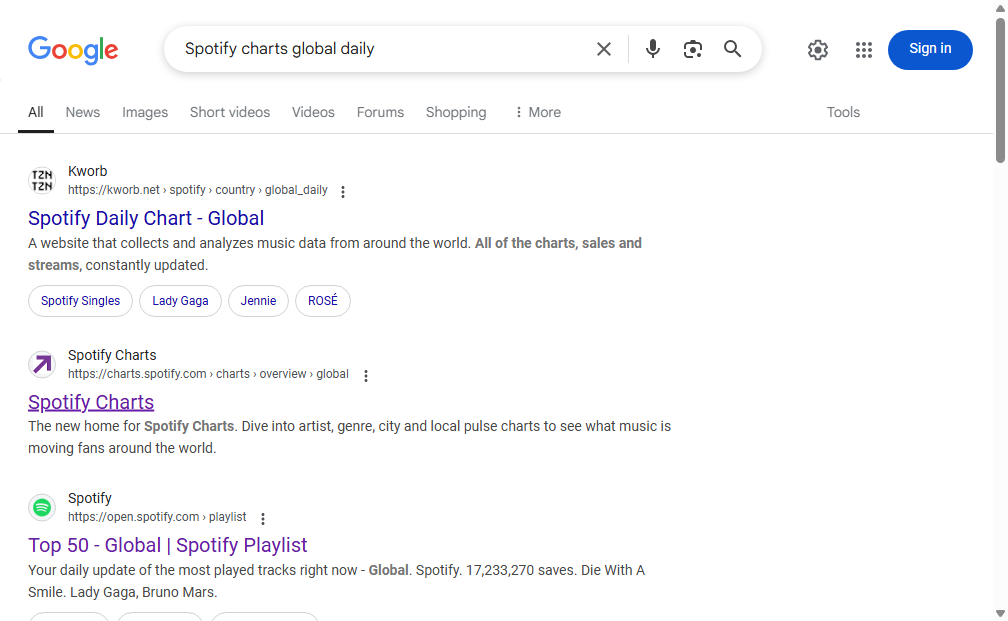 Google
Spotify charts global daily
Sign in
All News Images Short videos Videos Forums Shopping More Tools
TZN
TZN
Kworb
https://kworb.net › spotify › country › global_daily
Spotify Daily Chart - Global
A website that collects and analyzes music data from around the world. All of the charts, sales and
streams, constantly updated.
Spotify Singles Lady Gaga Jennie ROSÉ
Spotify Charts
https://charts.spotify.com › charts › overview › global
Spotify Charts
The new home for Spotify Charts. Dive into artist, genre, city and local pulse charts to see what music is
moving fans around the world.
Spotify
https://open.spotify.com › playlist
Top 50 - Global | Spotify Playlist
Your daily update of the most played tracks right now - Global. Spotify. 17,233,270 saves. Die With A
Smile. Lady Gaga, Bruno Mars.